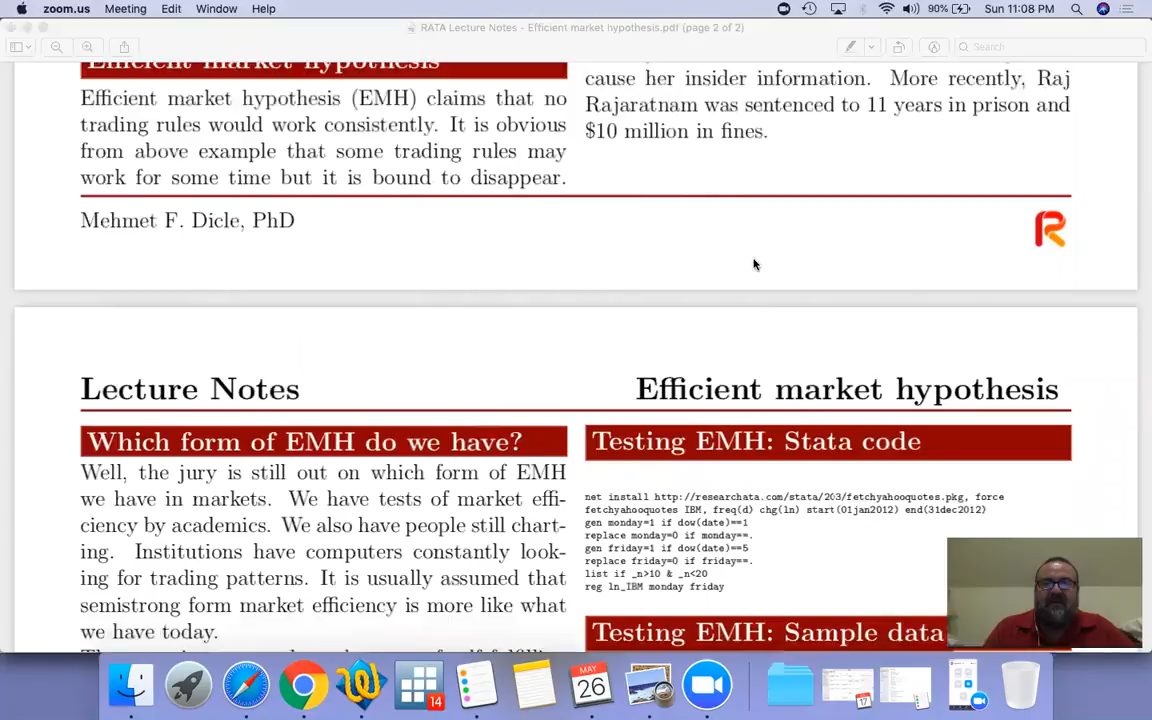 zoom.us Meeting Edit Window Help
90% Sun 11:08 PM
RATA Lecture Notes - Efficient market hypothesis.pdf (page 2 of 2)
Search
Efficient market hypothesis
Efficient market hypothesis (EMH) claims that no
trading rules would work consistently. It is obvious
from above example that some trading rules may
work for some time but it is bound to disappear.
cause her insider information. More recently, Raj
Rajaratnam was sentenced to 11 years in prison and
$10 million in fines.
Mehmet F. Dicle, PhD
R
Lecture Notes
Efficient market hypothesis
Which form of EMH do we have?
Well, the jury is still out on which form of EMH
we have in markets. We have tests of market effi-
ciency by academics. We also have people still chart-
ing. Institutions have computers constantly look-
ing for trading patterns. It is usually assumed that
semistrong form market efficiency is more like what
we have today.
Testing EMH: Stata code
net install http://researchata.com/stata/203/fetchyahooquotes.pkg, force
fetchyahooquotes IBM, freq(d) chg(ln) start(01jan2012) end(31dec2012)
gen monday=1 if dow(date)==1
replace monday=0 if monday==.
gen friday=1 if dow(date)==5
replace friday=0 if friday==.
list if _n>10 & _n<20
reg ln_IBM monday friday
Testing EMH: Sample data
14
MAY
26
17